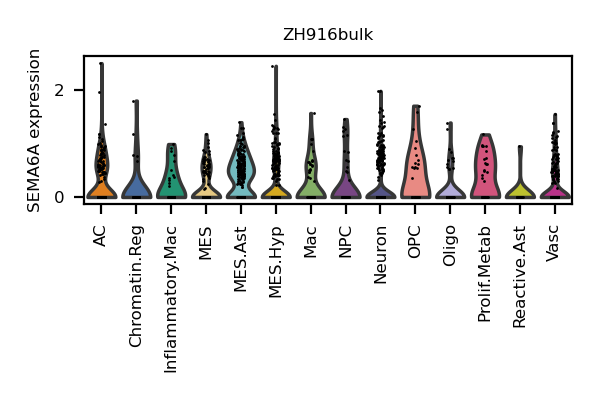 ZH916bulk
SEMA6A expression
2
0
AC
Chromatin.Reg
Inflammatory.Mac
MES
MES.Ast
MES.Hyp
Mac
NPC
Neuron
OPC
Oligo
Prolif.Metab
Reactive.Ast
Vasc